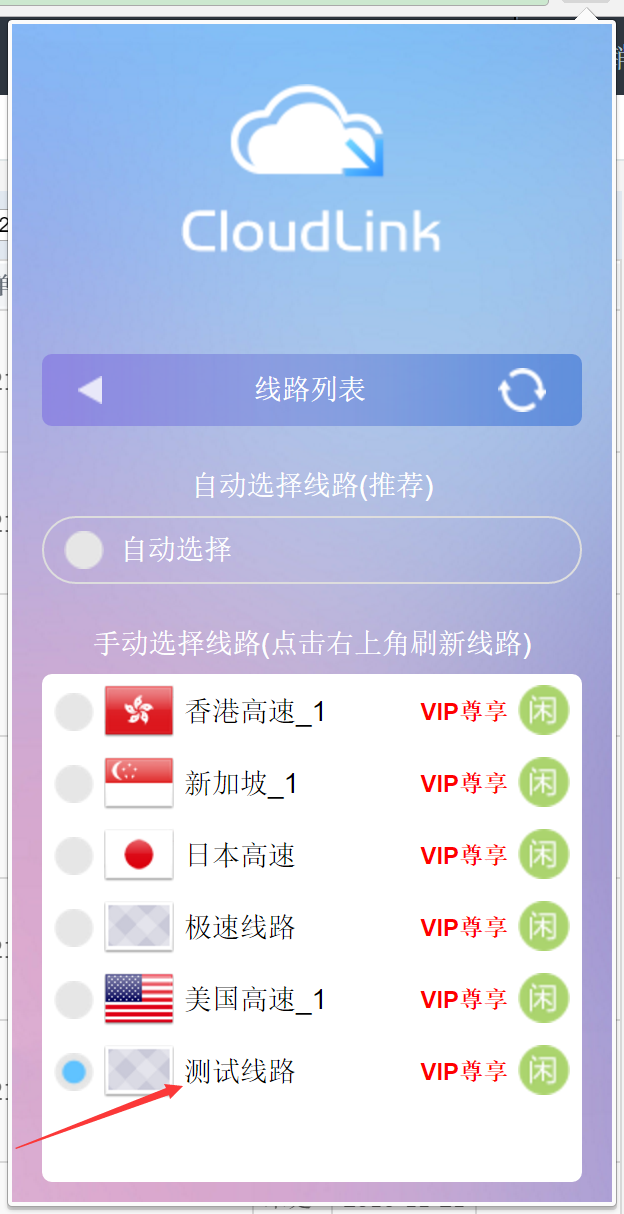 CloudLink
线路列表
自动选择线路(推荐)
自动选择
手动选择线路(点击右上角刷新线路)
香港高速_1 VIP尊享 闲
新加坡_1 VIP尊享 闲
日本高速 VIP尊享 闲
极速线路 VIP尊享 闲
美国高速_1 VIP尊享 闲
测试线路 VIP尊享 闲